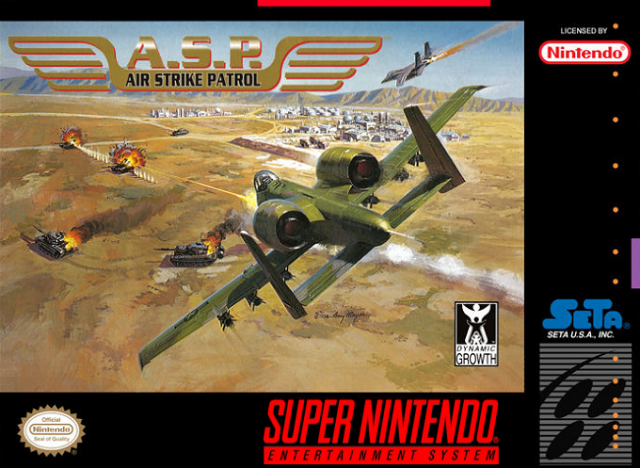 A.S.P.
AIR STRIKE PATROL
LICENSED BY
Nintendo®
SETA®
SETA U.S.A., INC.
DYNAMIC
GROWTH
Official
Nintendo
Seal of Quality
SUPER NINTENDO®
ENTERTAINMENT SYSTEM